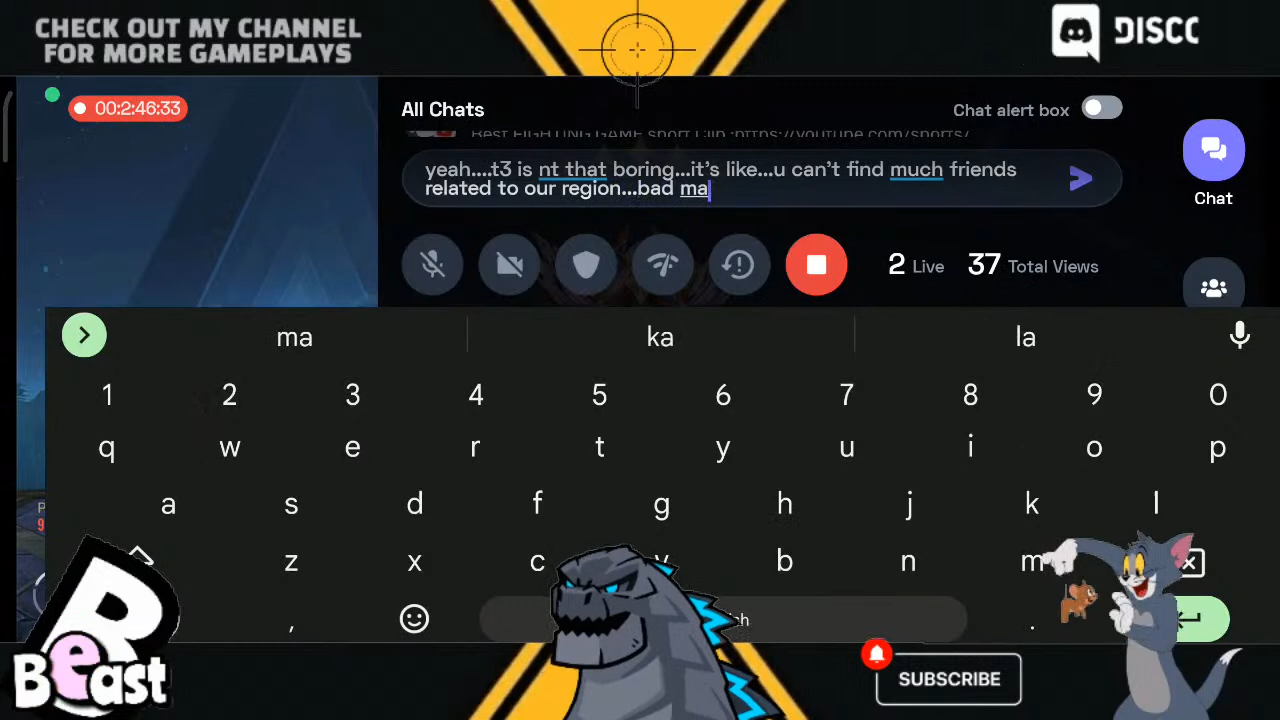 CHECK OUT MY CHANNEL
FOR MORE GAMEPLAYS
DISCC
00:2:46:33
All Chats
Chat alert box
yeah....t3 is nt that boring...it's like...u can't find much friends
related to our region...bad ma
Chat
2 Live 37 Total Views
ma ka la
1 2 3 4 5 6 7 8 9 0
q w e r t y u i o p
a s d f g h j k l
z x c v b n m
, .
B
Beast
SUBSCRIBE